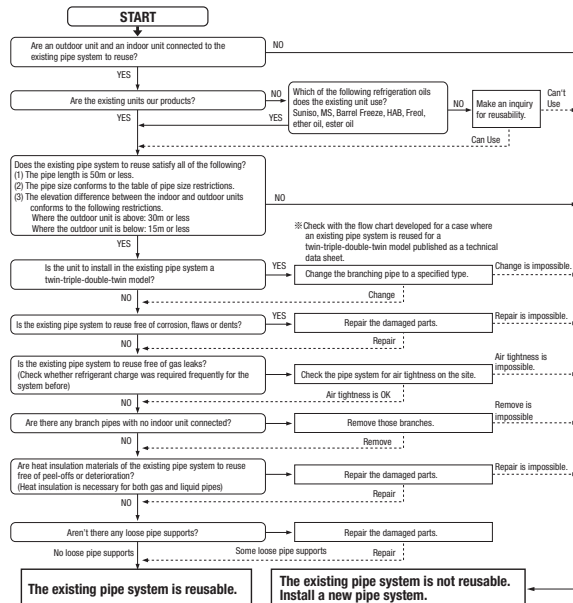 START
Are an outdoor unit and an indoor unit connected to the
existing pipe system to reuse?
NO
YES
Are the existing units our products?
NO
Which of the following refrigeration oils
does the existing unit use?
Suniso, MS, Barrel Freeze, HAB, Freol,
ether oil, ester oil
NO
Make an inquiry
for reusability.
Can't
Use
YES
YES
Can Use
Does the existing pipe system to reuse satisfy all of the following?
(1) The pipe length is 50m or less.
(2) The pipe size conforms to the table of pipe size restrictions.
(3) The elevation difference between the indoor and outdoor units
conforms to the following restrictions.
Where the outdoor unit is above: 30m or less
Where the outdoor unit is below: 15m or less
NO
YES
※Check with the flow chart developed for a case where
an existing pipe system is reused for a
twin-triple-double-twin model published as a technical
data sheet.
Is the unit to install in the existing pipe system a
twin-triple-double-twin model?
YES
Change the branching pipe to a specified type.
Change is impossible.
NO
Change
Is the existing pipe system to reuse free of corrosion, flaws or dents?
YES
Repair the damaged parts.
Repair is impossible.
NO
Repair
Is the existing pipe system to reuse free of gas leaks?
(Check whether refrigerant charge was required frequently for the
system before)
Check the pipe system for air tightness on the site.
Air tightness is
impossible.
NO
Air tightness is OK
Are there any branch pipes with no indoor unit connected?
Remove those branches.
Remove is
impossible
NO
Remove
Are heat insulation materials of the existing pipe system to reuse
free of peel-offs or deterioration?
(Heat insulation is necessary for both gas and liquid pipes)
Repair the damaged parts.
Repair is impossible.
NO
Repair
Aren't there any loose pipe supports?
Repair the damaged parts.
No loose pipe supports
Some loose pipe supports
Repair
The existing pipe system is reusable.
The existing pipe system is not reusable.
Install a new pipe system.